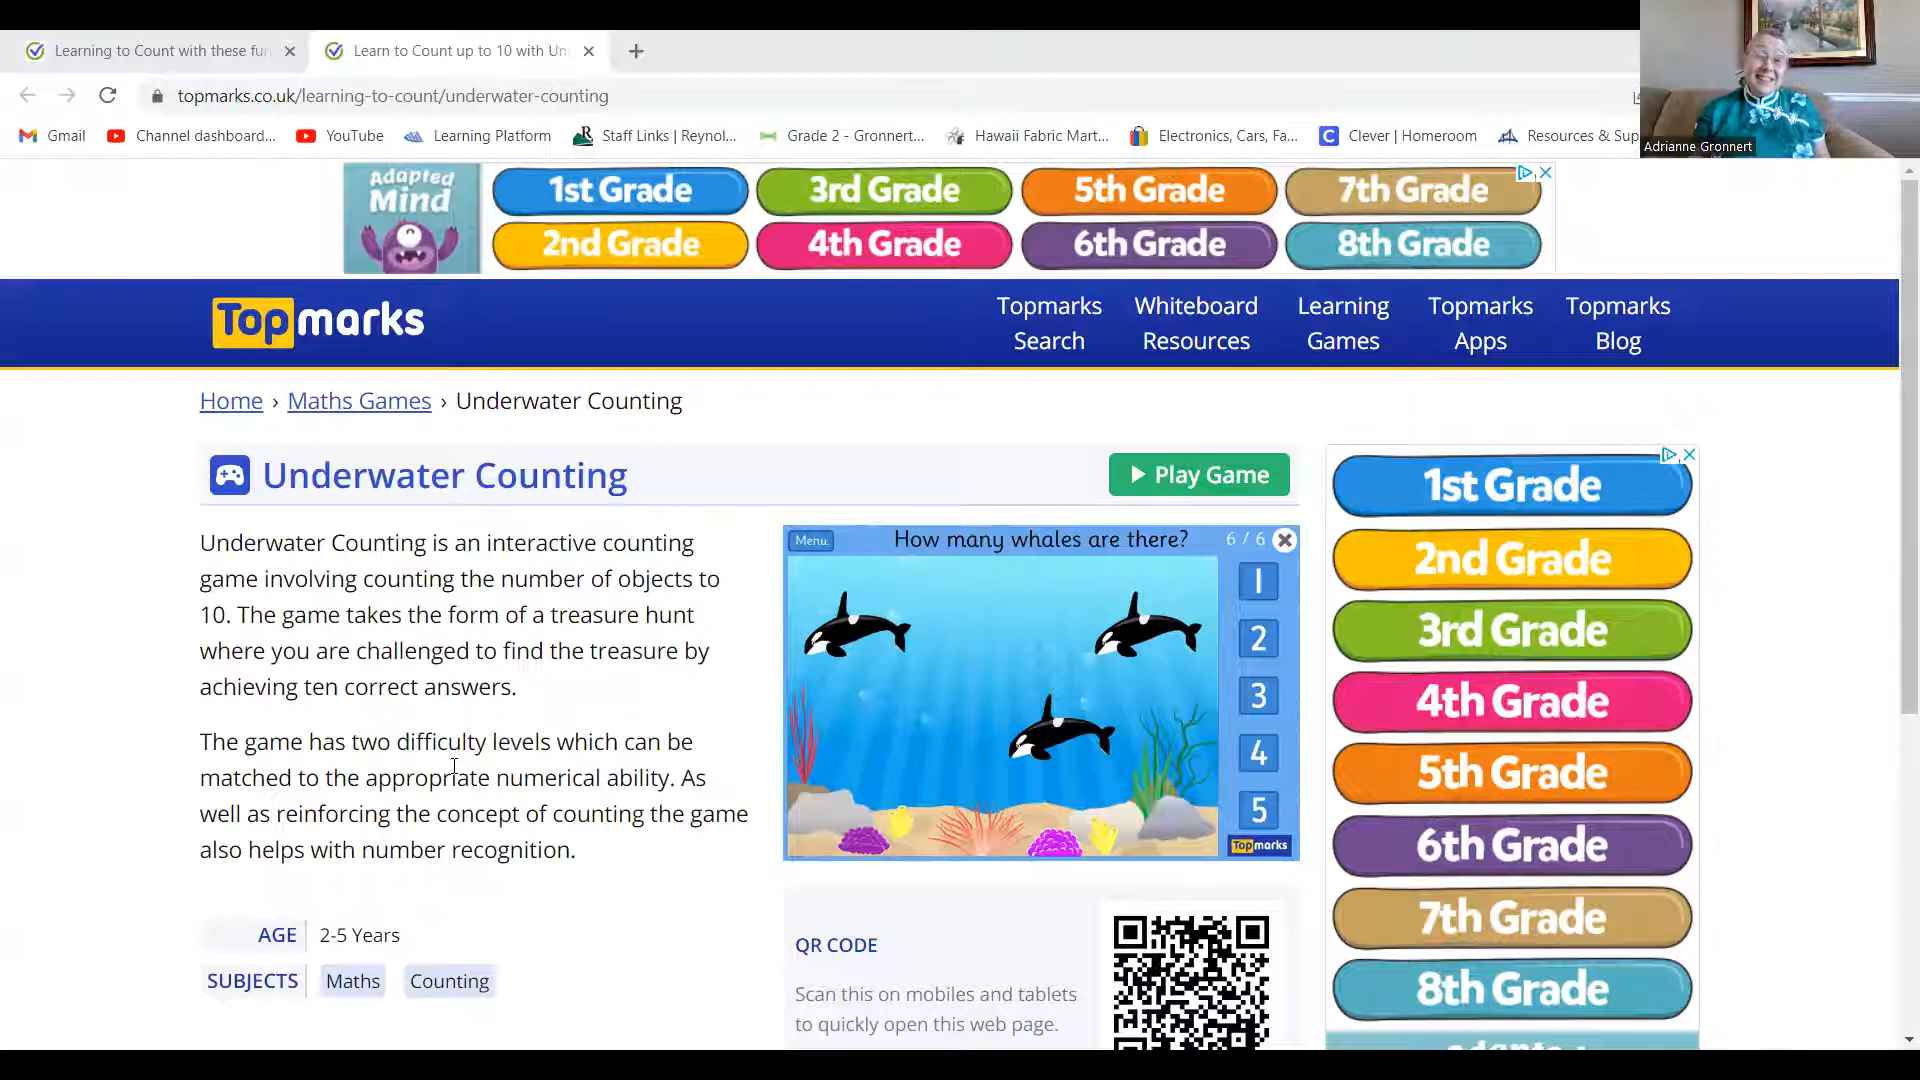 Learning to Count with these fun
Learn to Count up to 10 with Un
topmarks.co.uk/learning-to-count/underwater-counting
Gmail
Channel dashboard...
YouTube
Learning Platform
Staff Links | Reynol...
Grade 2 - Gronnert...
Hawaii Fabric Mart...
Electronics, Cars, Fa...
Clever | Homeroom
Resources & Sup
Adrianne Gronnert
Adapted
Mind
1st Grade
3rd Grade
5th Grade
7th Grade
2nd Grade
4th Grade
6th Grade
8th Grade
Topmarks
Topmarks
Search
Whiteboard
Resources
Learning
Games
Topmarks
Apps
Topmarks
Blog
Home › Maths Games › Underwater Counting
Underwater Counting
Play Game
Underwater Counting is an interactive counting
game involving counting the number of objects to
10. The game takes the form of a treasure hunt
where you are challenged to find the treasure by
achieving ten correct answers.
The game has two difficulty levels which can be
matched to the appropriate numerical ability. As
well as reinforcing the concept of counting the game
also helps with number recognition.
AGE 2-5 Years
SUBJECTS Maths Counting
Menu
How many whales are there?
6 / 6
1
2
3
4
5
Topmarks
QR CODE
Scan this on mobiles and tablets
to quickly open this web page.
1st Grade
2nd Grade
3rd Grade
4th Grade
5th Grade
6th Grade
7th Grade
8th Grade